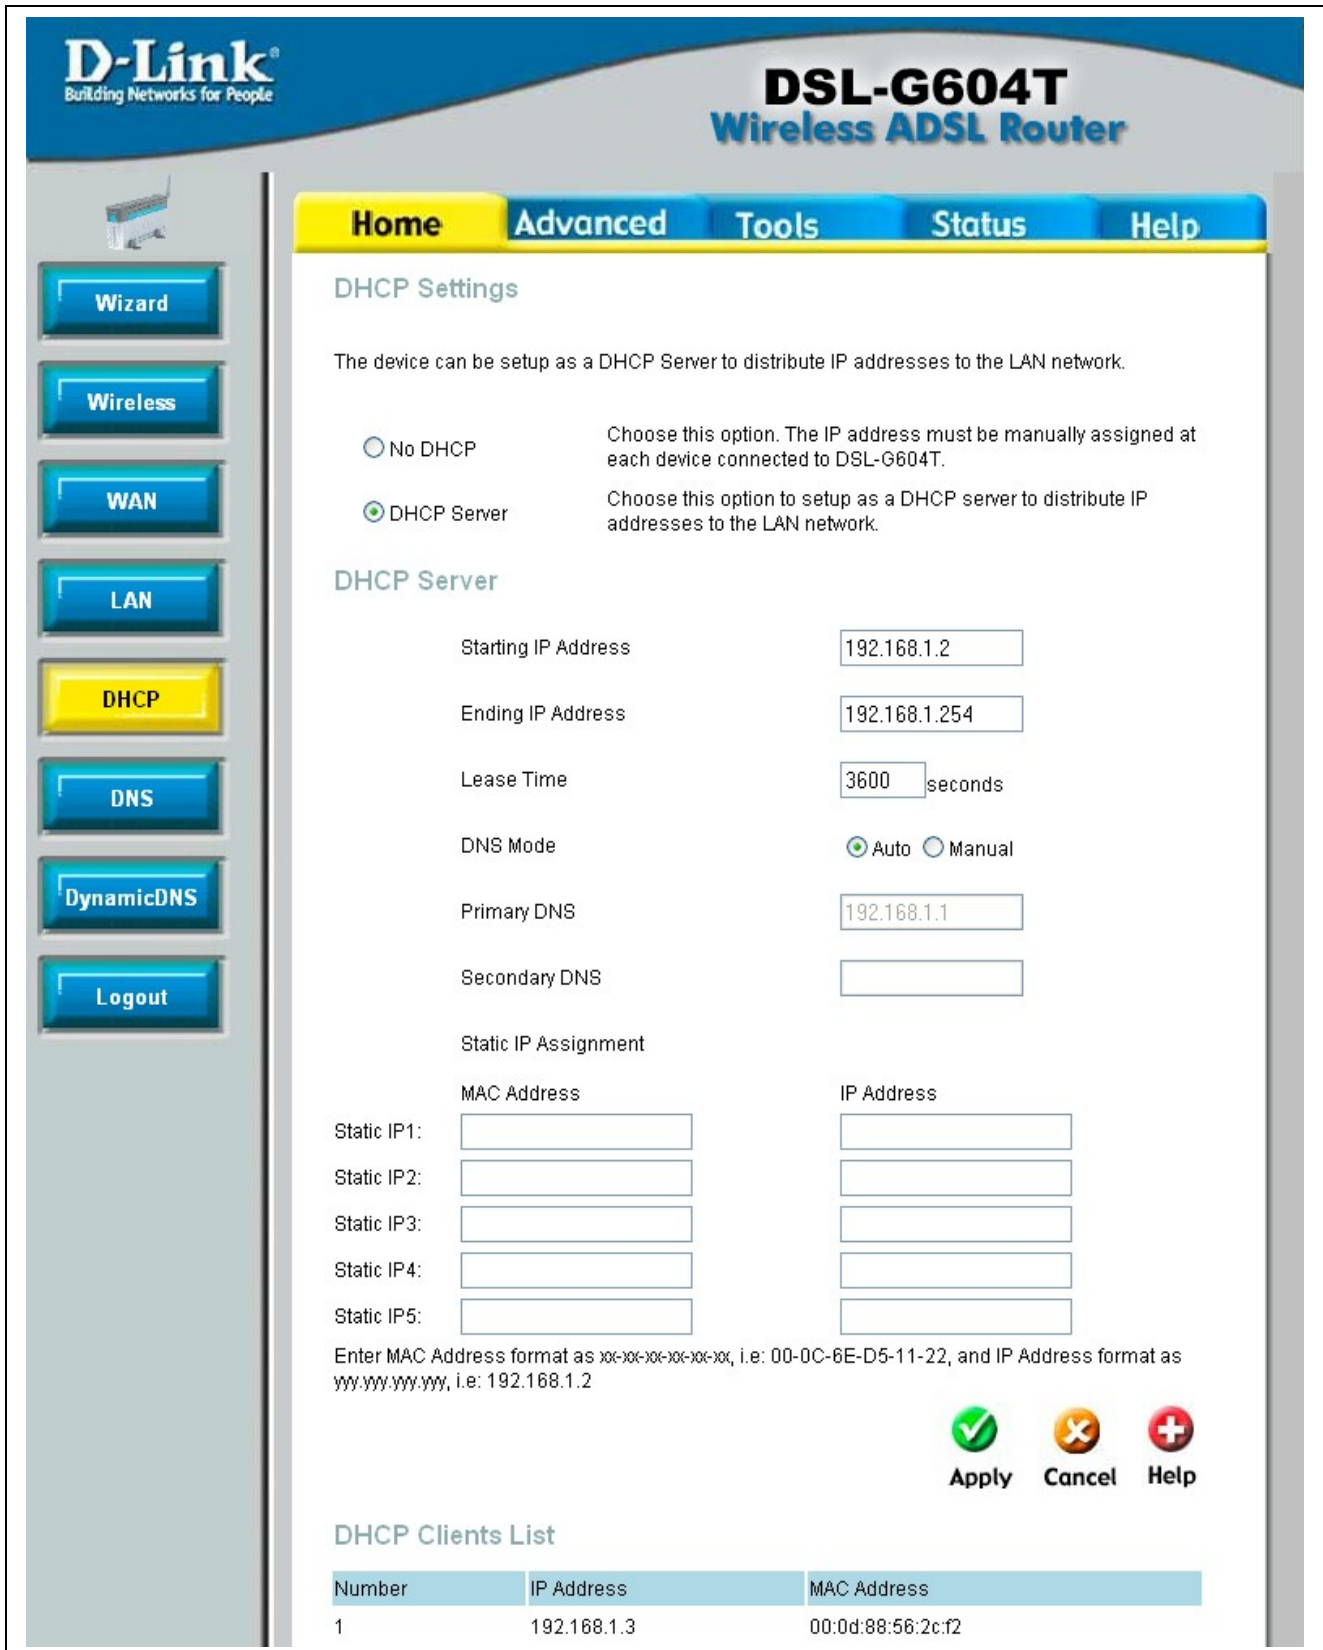 D-Link®
Building Networks for People
DSL-G604T
Wireless ADSL Router
Home Advanced Tools Status Help
Wizard
Wireless
WAN
LAN
DHCP
DNS
DynamicDNS
Logout
DHCP Settings
The device can be setup as a DHCP Server to distribute IP addresses to the LAN network.
No DHCP
Choose this option. The IP address must be manually assigned at
each device connected to DSL-G604T.
DHCP Server
Choose this option to setup as a DHCP server to distribute IP
addresses to the LAN network.
DHCP Server
Starting IP Address 192.168.1.2
Ending IP Address 192.168.1.254
Lease Time 3600 seconds
DNS Mode Auto Manual
Primary DNS 192.168.1.1
Secondary DNS
Static IP Assignment
MAC Address IP Address
Static IP1:
Static IP2:
Static IP3:
Static IP4:
Static IP5:
Enter MAC Address format as xx-xx-xx-xx-xx-xx, i.e: 00-0C-6E-D5-11-22, and IP Address format as
yyy.yyy.yyy.yyy, i.e: 192.168.1.2
Apply Cancel Help
DHCP Clients List
Number IP Address MAC Address
1 192.168.1.3 00:0d:88:56:2c:f2